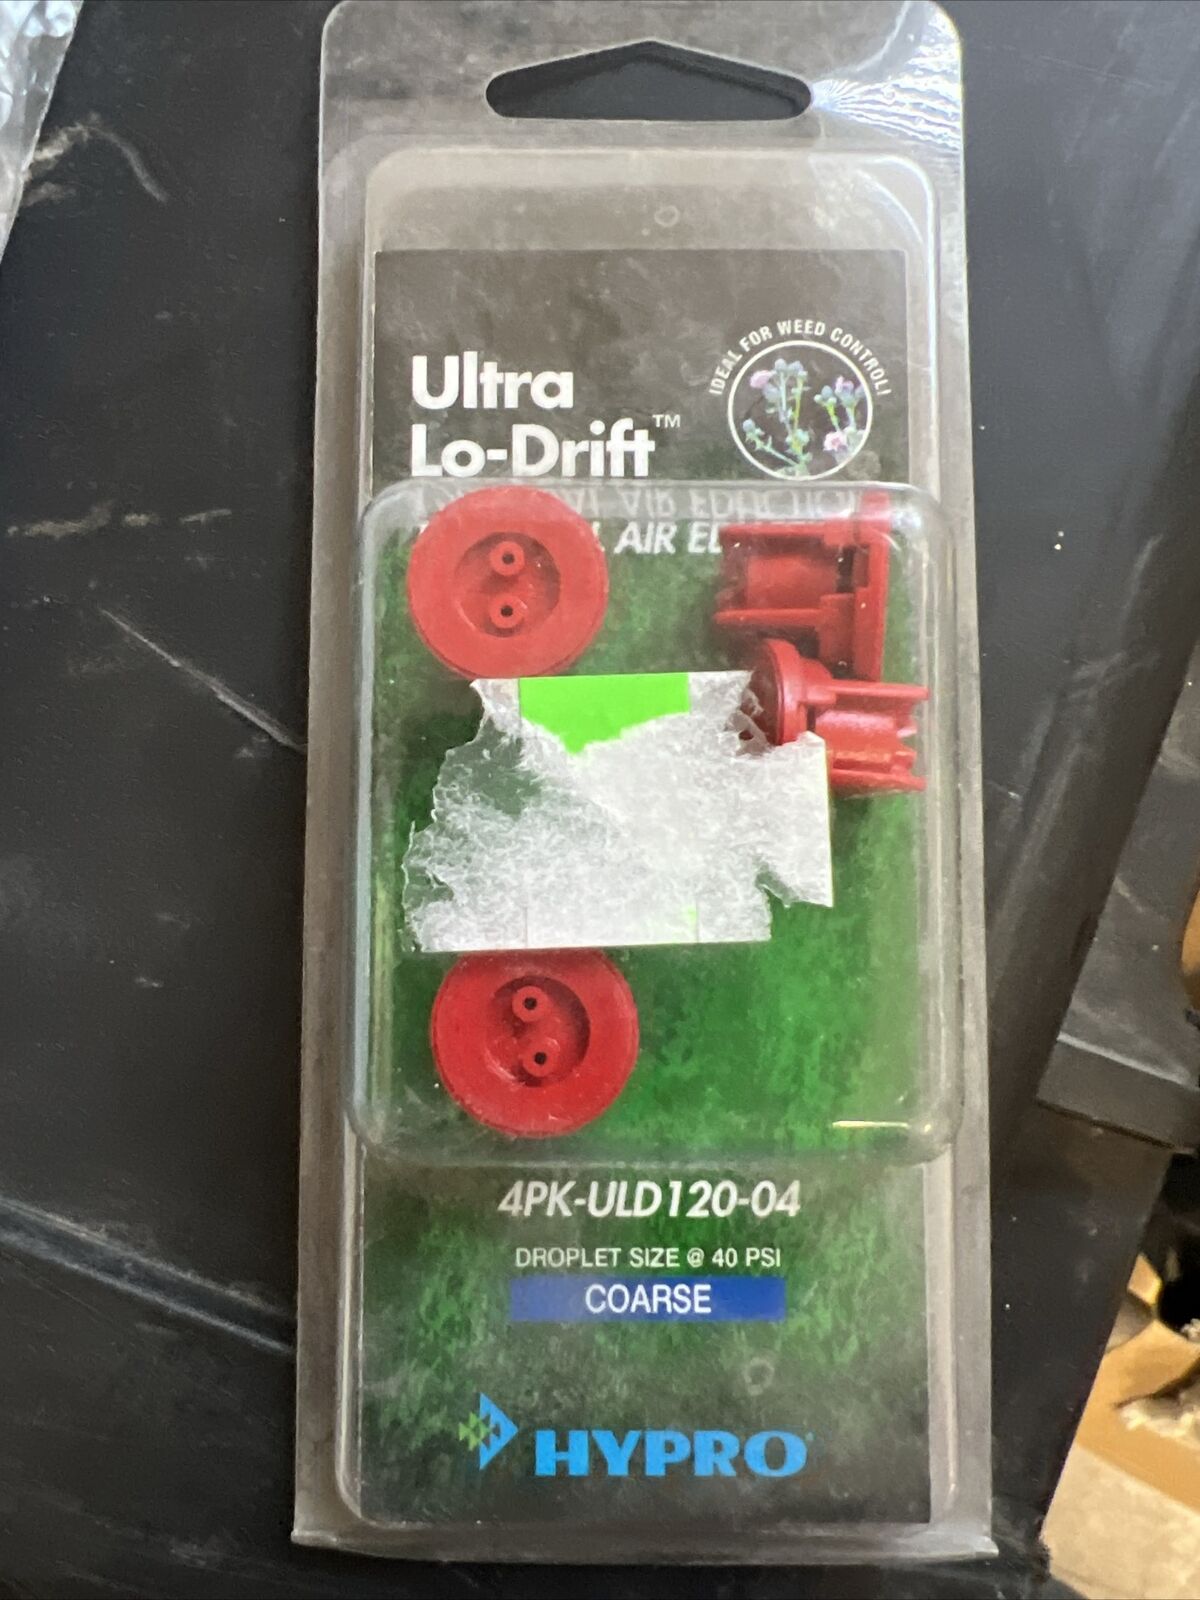 IDEAL FOR WEED CONTROL!
Ultra
Lo-Drift™
AIR
4PK-ULD120-04
DROPLET SIZE @ 40 PSI
COARSE
HYPRO